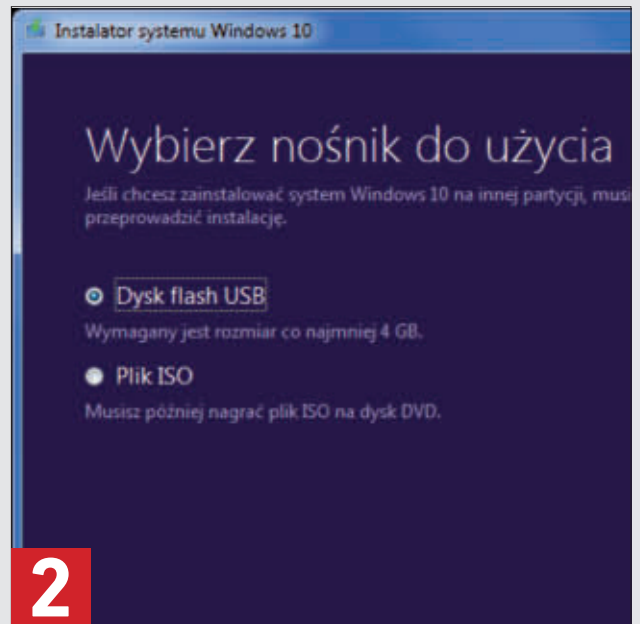 Instalator systemu Windows 10
Wybierz nośnik do użycia
Jeśli chcesz zainstalować system Windows 10 na innej partycji, musi
przeprowadzić instalację.
Dysk flash USB
Wymagany jest rozmiar co najmniej 4 GB.
Plik ISO
Musisz później nagrać plik ISO na dysk DVD.
2